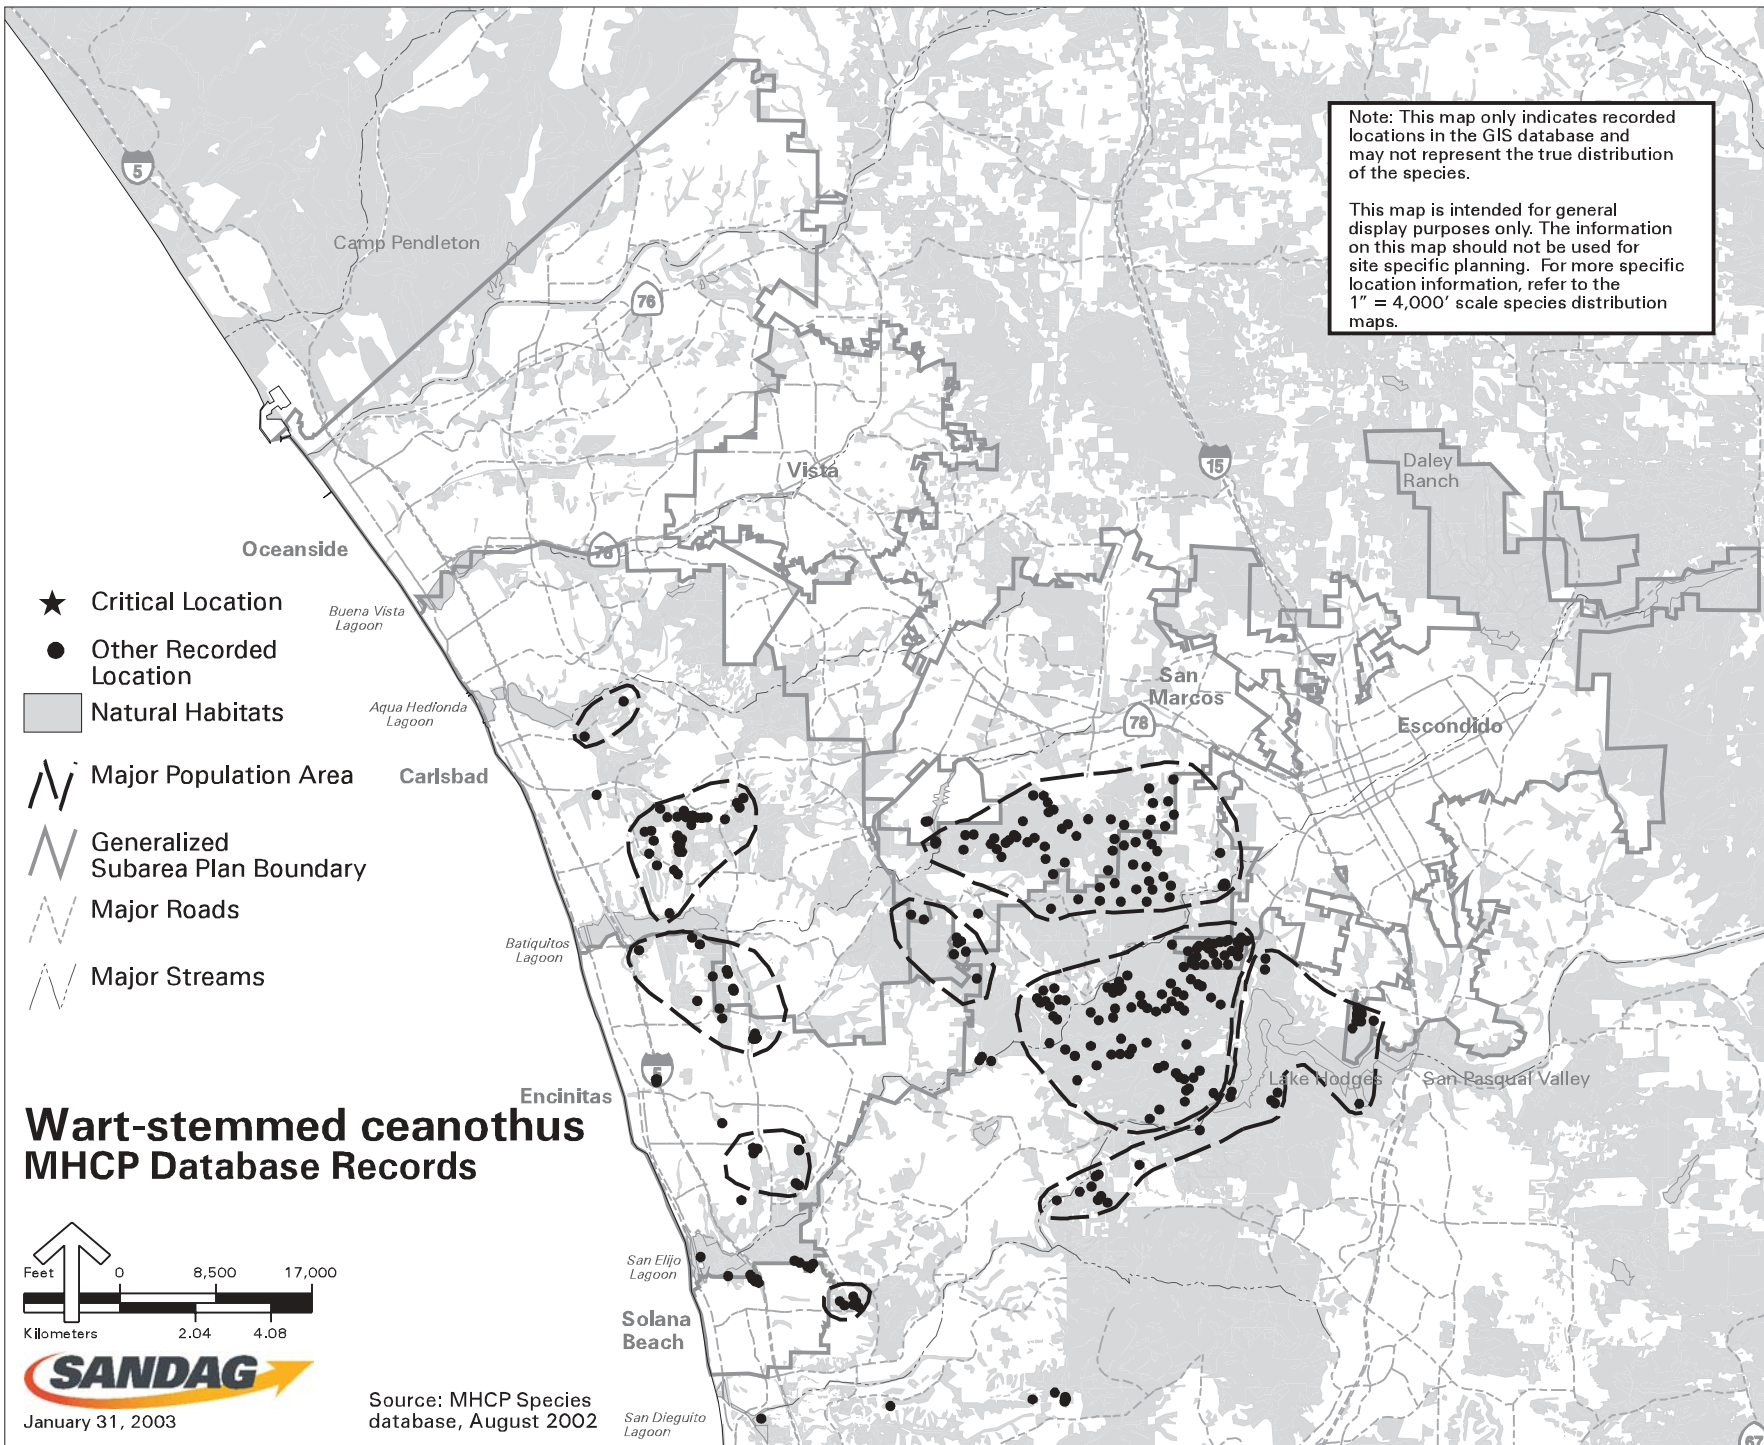 Note: This map only indicates recorded
locations in the GIS database and
may not represent the true distribution
of the species.
This map is intended for general
display purposes only. The information
on this map should not be used for
site specific planning. For more specific
location information, refer to the
1” = 4,000’ scale species distribution
maps.
5
Camp Pendleton
76
Vista
15
Daley
Ranch
Oceanside
78
Critical Location
Buena Vista
Lagoon
Other Recorded
Location
Natural Habitats
Aqua Hedionda
Lagoon
San
Marcos
78
Escondido
Major Population Area
Carlsbad
Generalized
Subarea Plan Boundary
Major Roads
Batiquitos
Lagoon
Major Streams
5
Encinitas
Lake Hodges
San Pasqual Valley
Wart-stemmed ceanothus
MHCP Database Records
Feet 0 8,500 17,000
Kilometers 2.04 4.08
San Elijo
Lagoon
Solana
Beach
SANDAG
January 31, 2003
Source: MHCP Species
database, August 2002
San Dieguito
Lagoon
67